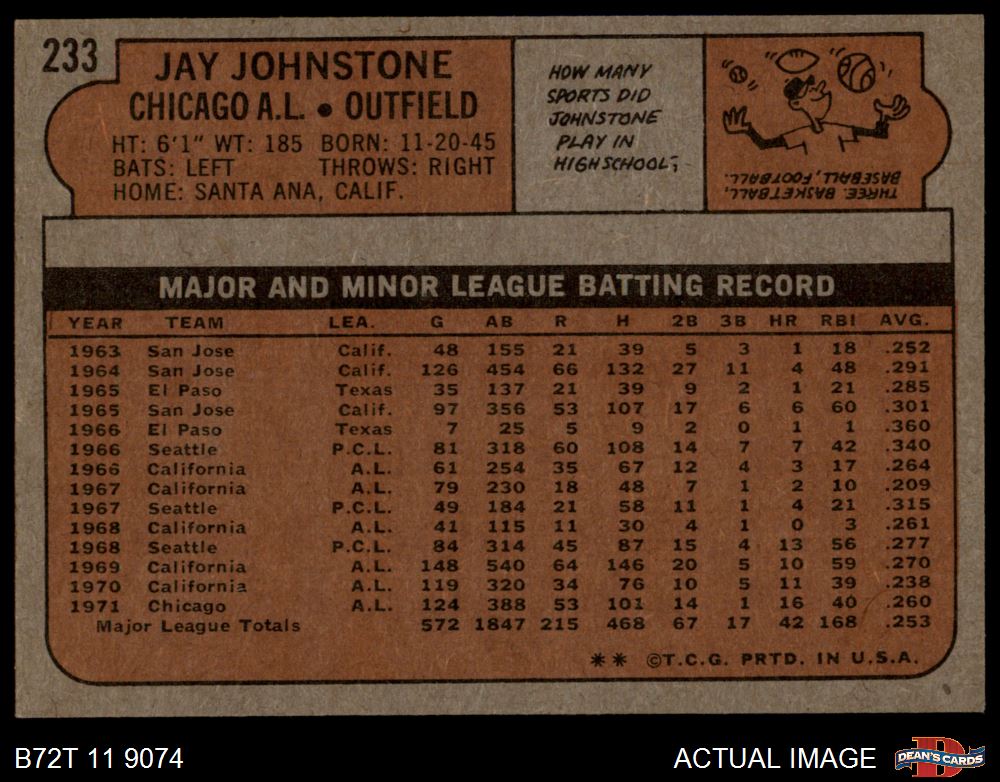 233
JAY JOHNSTONE
CHICAGO A.L. • OUTFIELD
HT: 6'1" WT: 185 BORN: 11-20-45
BATS: LEFT THROWS: RIGHT
HOME: SANTA ANA, CALIF.
HOW MANY
SPORTS DID
JOHNSTONE
PLAY IN
HIGH SCHOOL?
THREE. BASKETBALL,
BASEBALL, FOOTBALL.
MAJOR AND MINOR LEAGUE BATTING RECORD
YEAR TEAM LEA. G AB R H 2B 3B HR RBI AVG.
1963 San Jose Calif. 48 155 21 39 5 3 1 18 .252
1964 San Jose Calif. 126 454 66 132 27 11 4 48 .291
1965 El Paso Texas 35 137 21 39 9 2 1 21 .285
1965 San Jose Calif. 97 356 53 107 17 6 6 60 .301
1966 El Paso Texas 7 25 5 9 2 0 1 1 .360
1966 Seattle P.C.L. 81 318 60 108 14 7 7 42 .340
1966 California A.L. 61 254 35 67 12 4 3 17 .264
1967 California A.L. 79 230 18 48 7 1 2 10 .209
1967 Seattle P.C.L. 49 184 21 58 11 1 4 21 .315
1968 California A.L. 41 115 11 30 4 1 0 3 .261
1968 Seattle P.C.L. 84 314 45 87 15 4 13 56 .277
1969 California A.L. 148 540 64 146 20 5 10 59 .270
1970 California A.L. 119 320 34 76 10 5 11 39 .238
1971 Chicago A.L. 124 388 53 101 14 1 16 40 .260
Major League Totals 572 1847 215 468 67 17 42 168 .253
** ©T.C.G. PRTD. IN U.S.A.
B72T 11 9074
ACTUAL IMAGE
D
DEAN'S CARDS